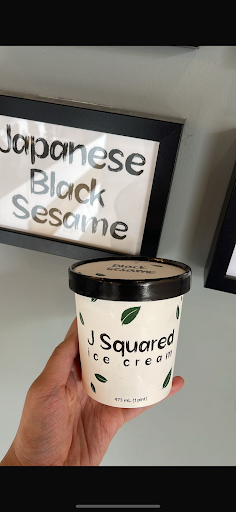 Japanese
Black
Sesame
black
sesame
J Squared
ice cream
473 mL (1 pint)